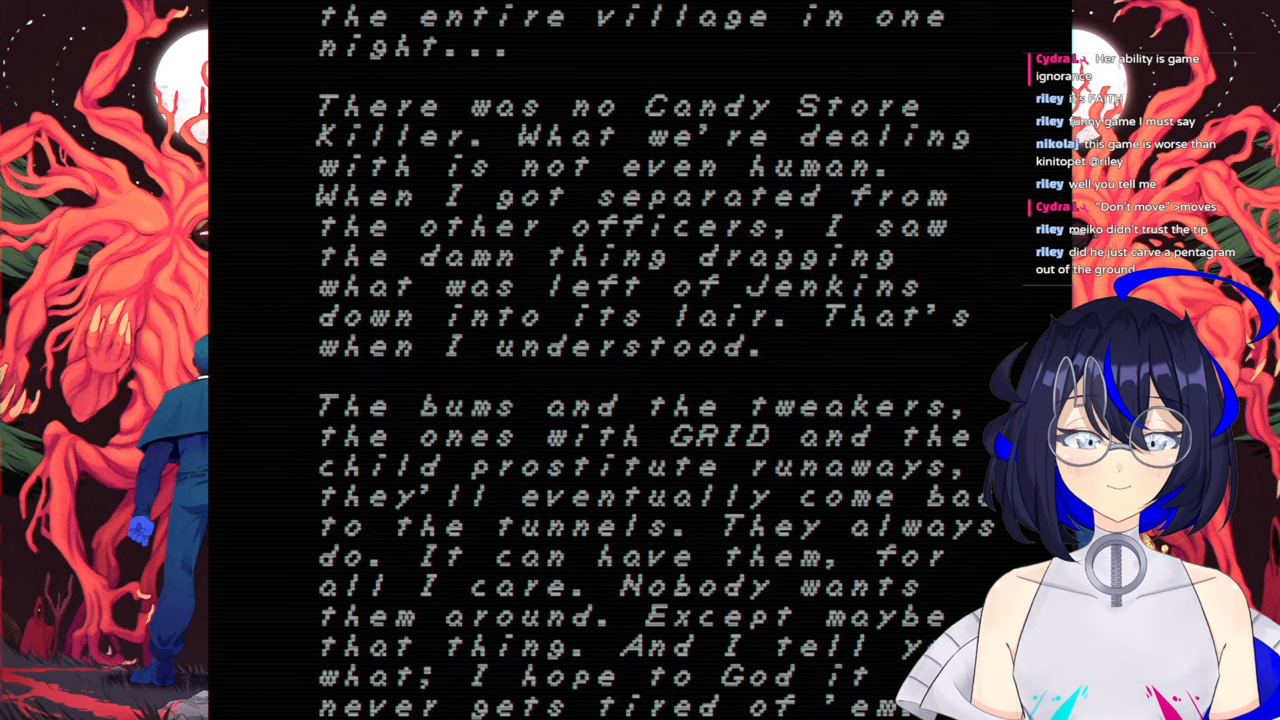 the entire village in one
night...
There was no Candy Store
Killer. What we're dealing
with is not even human.
When I got separated from
the other officers, I saw
the damn thing dragging
what was left of Jenkins
down into its lair. That's
when I understood.
The bums and the tweakers,
the ones with GRID and the
child prostitute runaways,
they'll eventually come
to the tunnels. They always
do. It can have them, for
all I care. Nobody wants
them around. Except maybe
that thing. And I tell
what; I hope to God it
never gets tired of 'em.
Cydra L Her ability is game
ignorance
riley it's FAITH
riley funny game I must say
nikolaj this game is worse than
kinitopet @riley
riley well you tell me
Cydra L "Don't move" >moves
riley meiko didn't trust the tip
riley did he just carve a pentagram
out of the ground